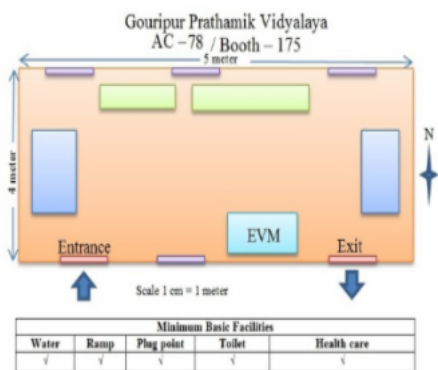 Gouripur Prathamik Vidyalaya
AC – 78 / Booth – 175
5 meter
4 meter
N
EVM
Entrance
Exit
Scale 1 cm = 1 meter
Minimum Basic Facilities
Water Ramp Plug point Toilet Health care
√ √ √ √ √